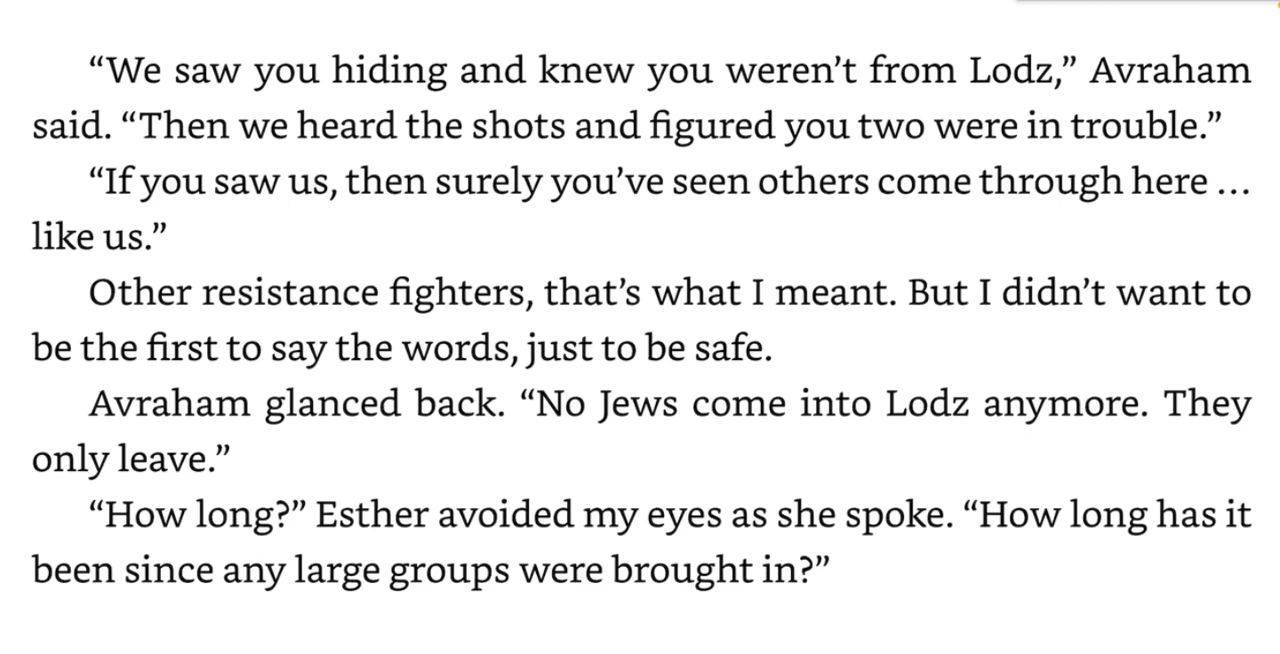 “We saw you hiding and knew you weren’t from Lodz,” Avraham
said. “Then we heard the shots and figured you two were in trouble.”
“If you saw us, then surely you’ve seen others come through here …
like us.”
Other resistance fighters, that’s what I meant. But I didn’t want to
be the first to say the words, just to be safe.
Avraham glanced back. “No Jews come into Lodz anymore. They
only leave.”
“How long?” Esther avoided my eyes as she spoke. “How long has it
been since any large groups were brought in?”